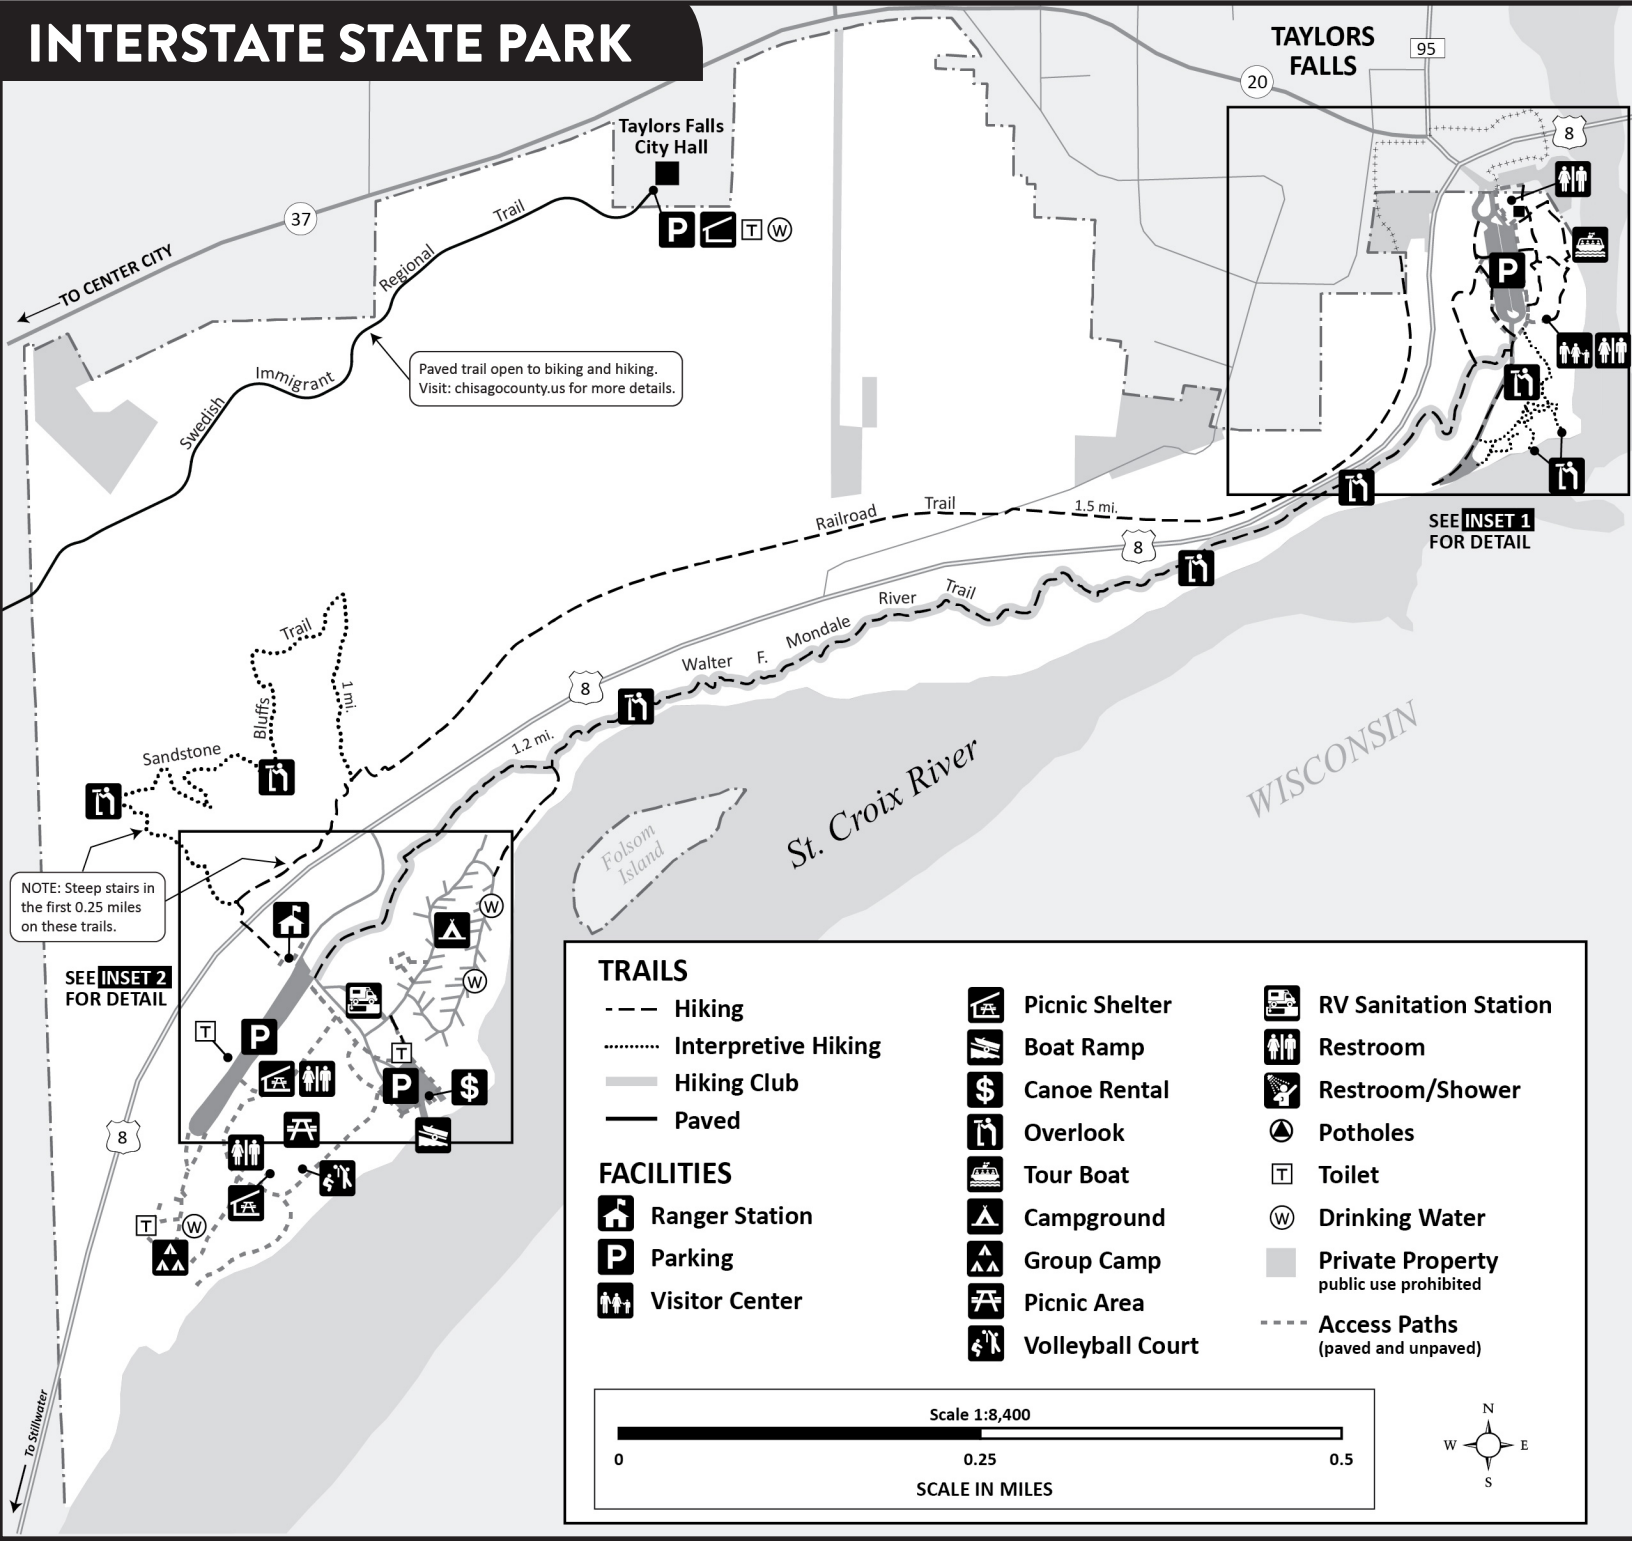 INTERSTATE STATE PARK
TAYLORS
FALLS
95
20
8
Taylors Falls
City Hall
P
T
W
37
TO CENTER CITY
Swedish
Immigrant
Regional
Trail
Paved trail open to biking and hiking.
Visit: chisagocounty.us for more details.
P
Railroad
Trail
1.5 mi.
8
SEE INSET 1
FOR DETAIL
Walter
F.
Mondale
River
Trail
1.2 mi.
8
Sandstone
Bluffs
Trail
1 mi.
NOTE: Steep stairs in
the first 0.25 miles
on these trails.
SEE INSET 2
FOR DETAIL
Folsom
Island
St. Croix River
WISCONSIN
W
W
T
P
T
P
$
8
T
W
To Stillwater
TRAILS
Hiking
Interpretive Hiking
Hiking Club
Paved
FACILITIES
Ranger Station
P Parking
Visitor Center
Picnic Shelter
Boat Ramp
$ Canoe Rental
Overlook
Tour Boat
Campground
Group Camp
Picnic Area
Volleyball Court
RV Sanitation Station
Restroom
Restroom/Shower
Potholes
T Toilet
W Drinking Water
Private Property
public use prohibited
Access Paths
(paved and unpaved)
Scale 1:8,400
0 0.25 0.5
SCALE IN MILES
N
W E
S